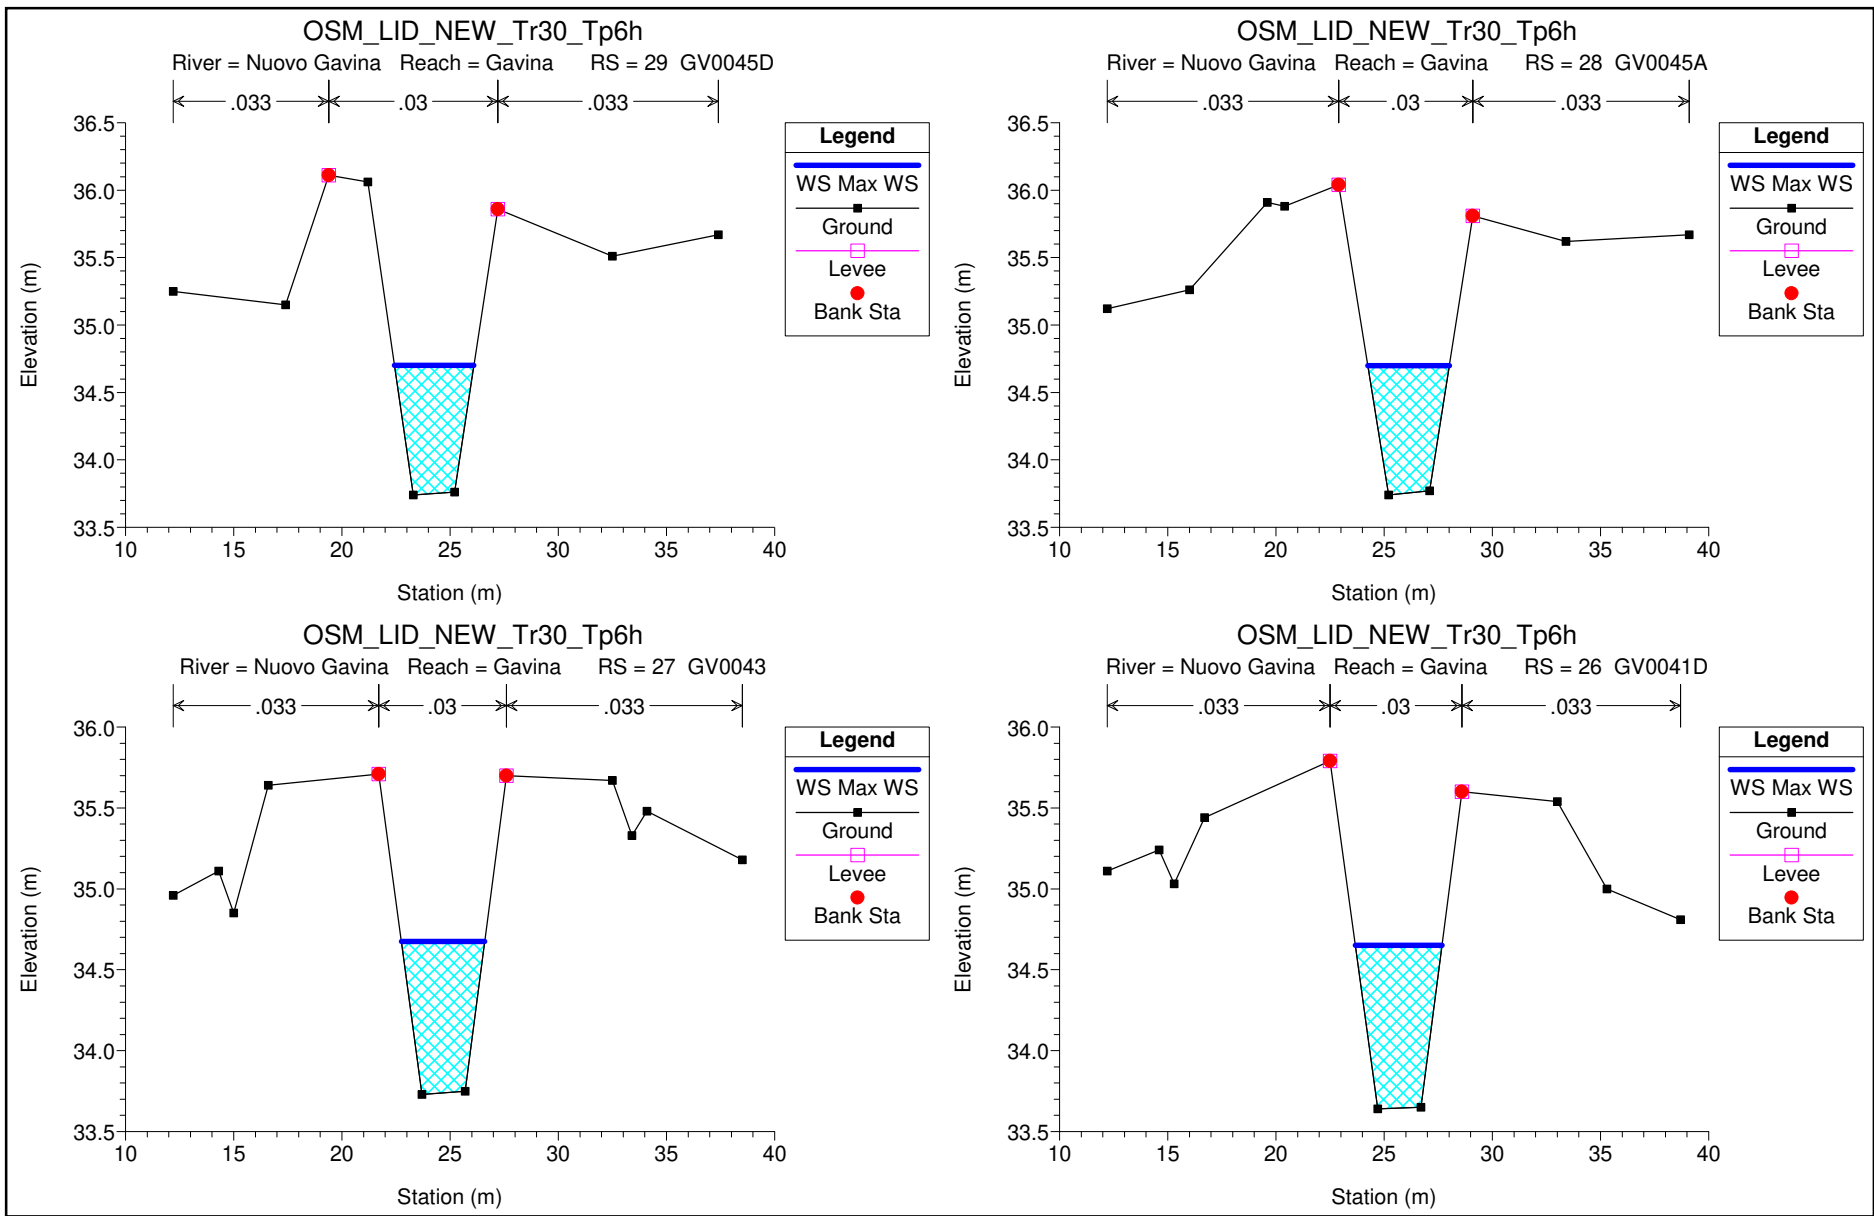 OSM_LID_NEW_Tr30_Tp6h
River = Nuovo Gavina Reach = Gavina RS = 29 GV0045D
.033 .03 .033
36.5
36.0
35.5
35.0
34.5
34.0
33.5
Elevation (m)
10 15 20 25 30 35 40
Station (m)
Legend
WS Max WS
Ground
Levee
Bank Sta
OSM_LID_NEW_Tr30_Tp6h
River = Nuovo Gavina Reach = Gavina RS = 28 GV0045A
.033 .03 .033
36.5
36.0
35.5
35.0
34.5
34.0
33.5
Elevation (m)
10 15 20 25 30 35 40
Station (m)
Legend
WS Max WS
Ground
Levee
Bank Sta
OSM_LID_NEW_Tr30_Tp6h
River = Nuovo Gavina Reach = Gavina RS = 27 GV0043
.033 .03 .033
36.0
35.5
35.0
34.5
34.0
33.5
Elevation (m)
10 15 20 25 30 35 40
Station (m)
Legend
WS Max WS
Ground
Levee
Bank Sta
OSM_LID_NEW_Tr30_Tp6h
River = Nuovo Gavina Reach = Gavina RS = 26 GV0041D
.033 .03 .033
36.0
35.5
35.0
34.5
34.0
33.5
Elevation (m)
10 15 20 25 30 35 40
Station (m)
Legend
WS Max WS
Ground
Levee
Bank Sta